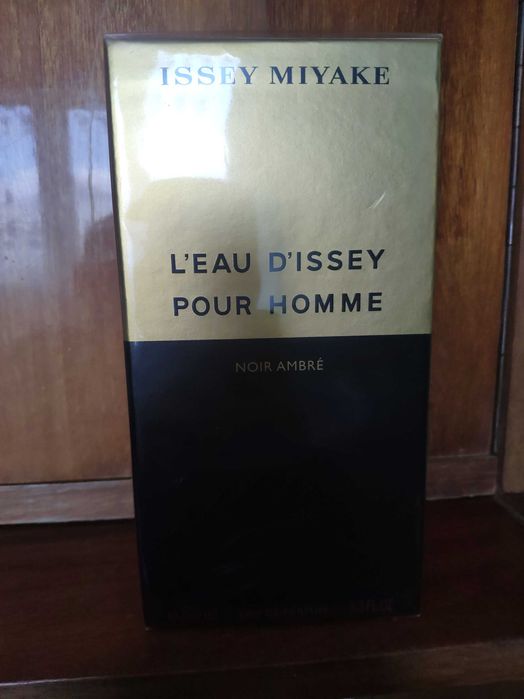 ISSEY MIYAKE
L'EAU D'ISSEY
POUR HOMME
NOIR AMBRÉ